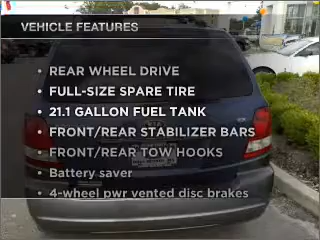 VEHICLE FEATURES
• REAR WHEEL DRIVE
• FULL-SIZE SPARE TIRE
• 21.1 GALLON FUEL TANK
• FRONT/REAR STABILIZER BARS
• FRONT/REAR TOW HOOKS
• Battery saver
• 4-wheel pwr vented disc brakes